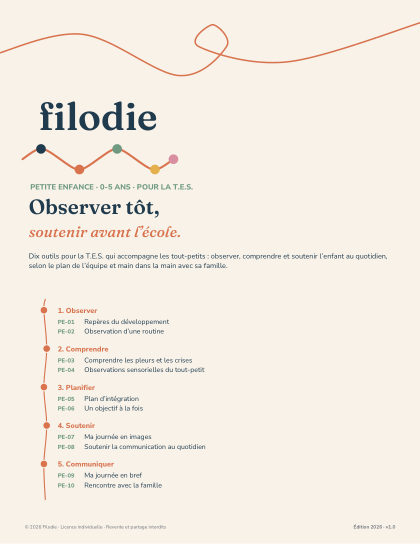 filodie
PETITE ENFANCE · 0-5 ANS · POUR LA T.E.S.
Observer tôt,
soutenir avant l'école.
Dix outils pour la T.E.S. qui accompagne les tout-petits : observer, comprendre et soutenir l'enfant au quotidien,
selon le plan de l'équipe et main dans la main avec sa famille.
1. Observer
PE-01 Repères du développement
PE-02 Observation d'une routine
2. Comprendre
PE-03 Comprendre les pleurs et les crises
PE-04 Observations sensorielles du tout-petit
3. Planifier
PE-05 Plan d'intégration
PE-06 Un objectif à la fois
4. Soutenir
PE-07 Ma journée en images
PE-08 Soutenir la communication au quotidien
5. Communiquer
PE-09 Ma journée en bref
PE-10 Rencontre avec la famille
© 2026 Filodie · Licence individuelle · Revente et partage interdits
Édition 2026 · v1.0